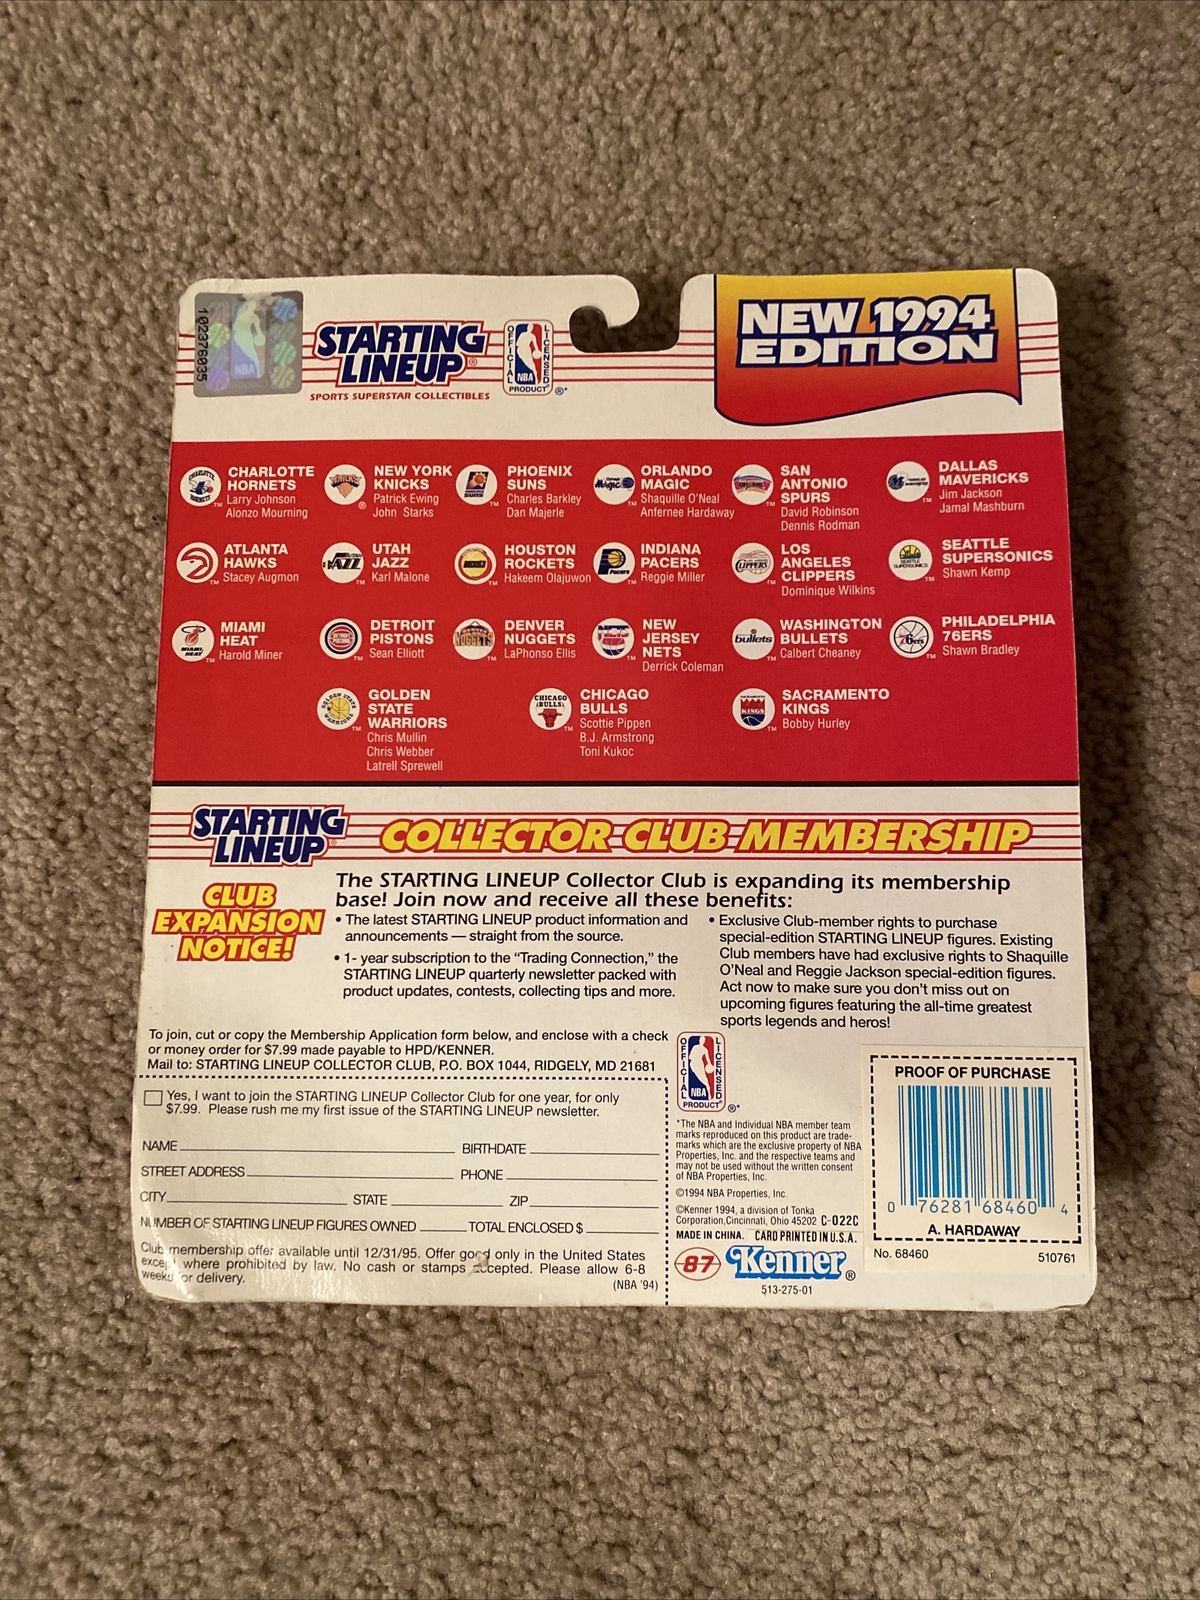 102376035
STARTING
LINEUP®
SPORTS SUPERSTAR COLLECTIBLES
OFFICIAL LICENSED
NBA
PRODUCT ®*
NEW 1994
EDITION
CHARLOTTE
HORNETS
Larry Johnson
Alonzo Mourning
NEW YORK
KNICKS
Patrick Ewing
John Starks
PHOENIX
SUNS
Charles Barkley
Dan Majerle
ORLANDO
MAGIC
Shaquille O'Neal
Anfernee Hardaway
SAN
ANTONIO
SPURS
David Robinson
Dennis Rodman
DALLAS
MAVERICKS
Jim Jackson
Jamal Mashburn
ATLANTA
HAWKS
Stacey Augmon
UTAH
JAZZ
Karl Malone
HOUSTON
ROCKETS
Hakeem Olajuwon
INDIANA
PACERS
Reggie Miller
LOS
ANGELES
CLIPPERS
Dominique Wilkins
SEATTLE
SUPERSONICS
Shawn Kemp
MIAMI
HEAT
Harold Miner
DETROIT
PISTONS
Sean Elliott
DENVER
NUGGETS
LaPhonso Ellis
NEW
JERSEY
NETS
Derrick Coleman
WASHINGTON
BULLETS
Calbert Cheaney
PHILADELPHIA
76ERS
Shawn Bradley
GOLDEN
STATE
WARRIORS
Chris Mullin
Chris Webber
Latrell Sprewell
CHICAGO
BULLS
Scottie Pippen
B.J. Armstrong
Toni Kukoc
SACRAMENTO
KINGS
Bobby Hurley
STARTING
LINEUP
COLLECTOR CLUB MEMBERSHIP
CLUB
EXPANSION
NOTICE!
The STARTING LINEUP Collector Club is expanding its membership
base! Join now and receive all these benefits:
• The latest STARTING LINEUP product information and
announcements — straight from the source.
• 1- year subscription to the “Trading Connection,” the
STARTING LINEUP quarterly newsletter packed with
product updates, contests, collecting tips and more.
• Exclusive Club-member rights to purchase
special-edition STARTING LINEUP figures. Existing
Club members have had exclusive rights to Shaquille
O'Neal and Reggie Jackson special-edition figures.
Act now to make sure you don't miss out on
upcoming figures featuring the all-time greatest
sports legends and heros!
To join, cut or copy the Membership Application form below, and enclose with a check
or money order for $7.99 made payable to HPD/KENNER.
Mail to: STARTING LINEUP COLLECTOR CLUB, P.O. BOX 1044, RIDGELY, MD 21681
Yes, I want to join the STARTING LINEUP Collector Club for one year, for only
$7.99. Please rush me my first issue of the STARTING LINEUP newsletter.
NAME BIRTHDATE
STREET ADDRESS PHONE
CITY STATE ZIP
NUMBER OF STARTING LINEUP FIGURES OWNED TOTAL ENCLOSED $
Club membership offer available until 12/31/95. Offer good only in the United States
except where prohibited by law. No cash or stamps accepted. Please allow 6-8
weeks for delivery.
(NBA '94)
OFFICIAL LICENSED
NBA
PRODUCT ®*
*The NBA and Individual NBA member team
marks reproduced on this product are trade-
marks which are the exclusive property of NBA
Properties, Inc. and the respective teams and
may not be used without the written consent
of NBA Properties, Inc.
©1994 NBA Properties, Inc.
©Kenner 1994, a division of Tonka
Corporation,Cincinnati, Ohio 45202 C-022C
MADE IN CHINA. CARD PRINTED IN U.S.A.
87 Kenner®
513-275-01
PROOF OF PURCHASE
0 76281 68460 4
A. HARDAWAY
No. 68460 510761